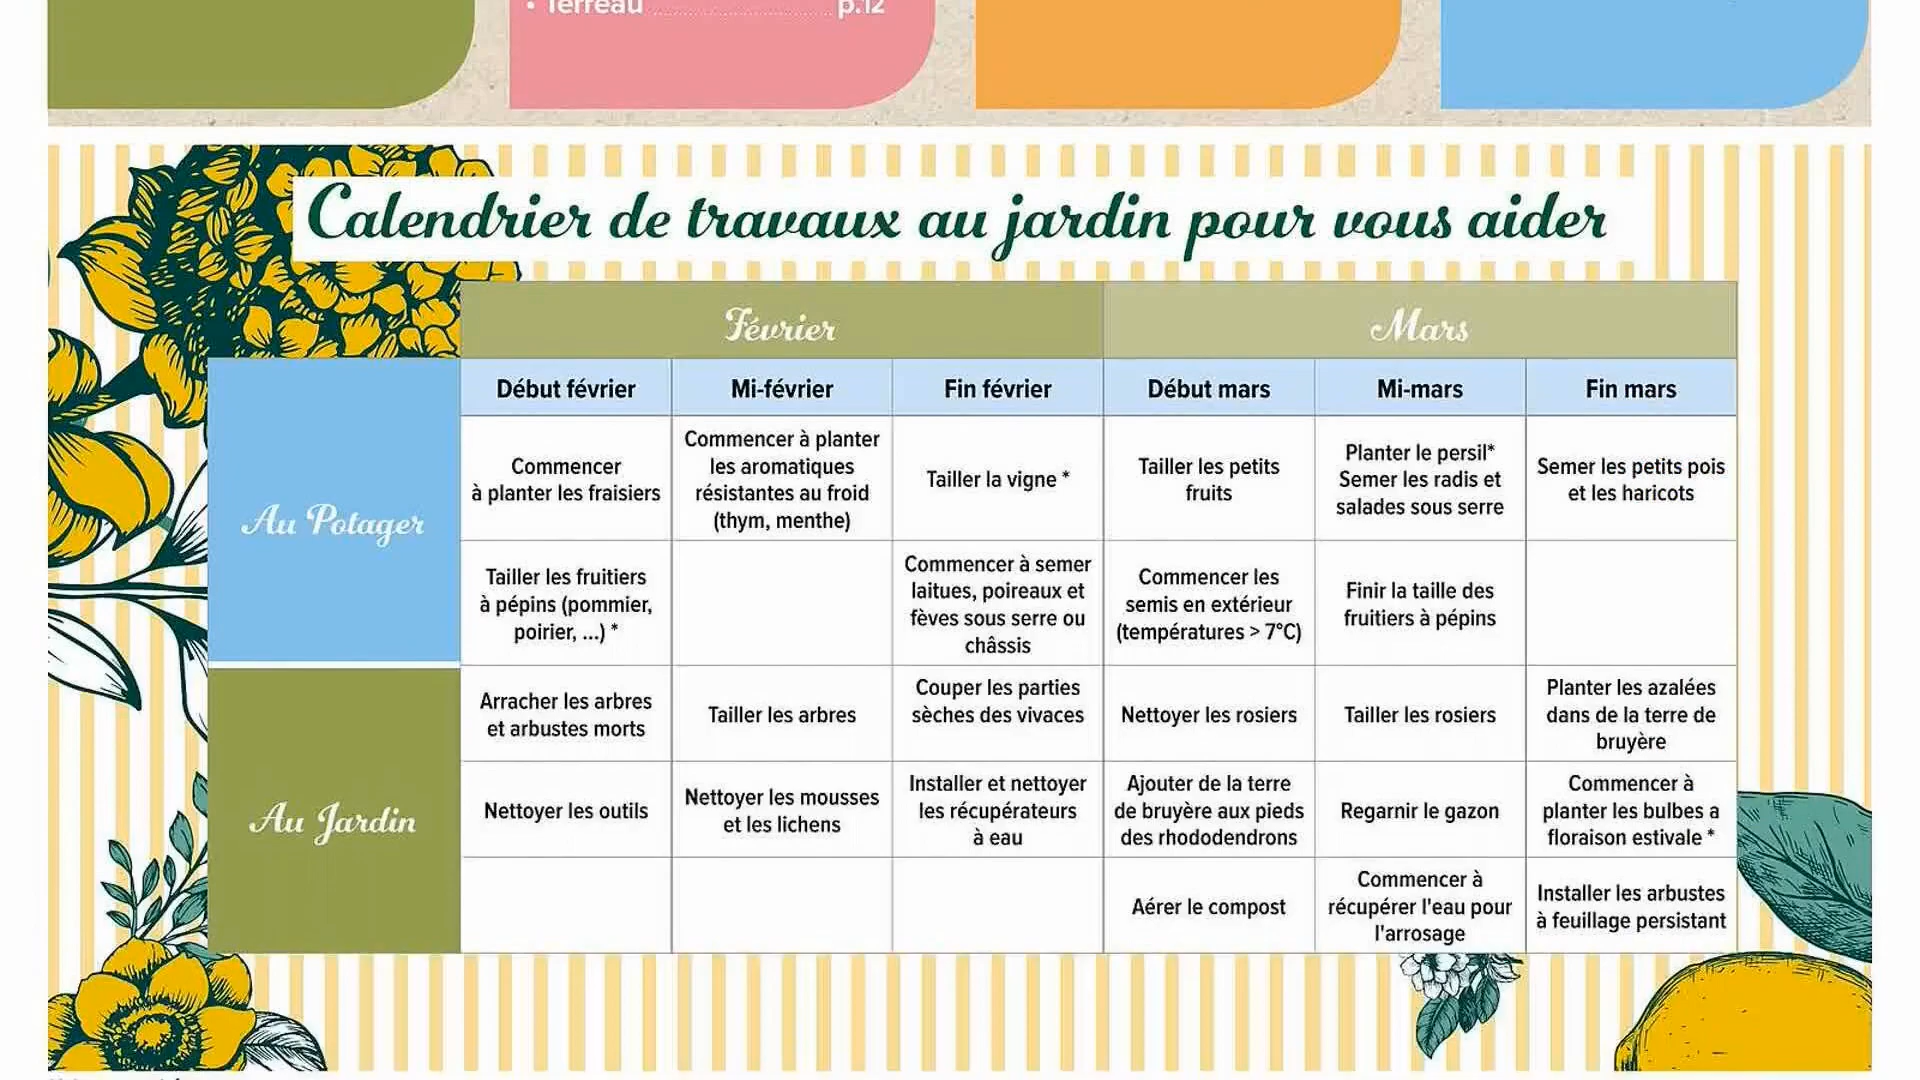 • Terreau ........................ p.12
Calendrier de travaux au jardin pour vous aider
Février
Mars
Début février
Mi-février
Fin février
Début mars
Mi-mars
Fin mars
Au Potager
Commencer
à planter les fraisiers
Commencer à planter
les aromatiques
résistantes au froid
(thym, menthe)
Tailler la vigne *
Tailler les petits
fruits
Planter le persil*
Semer les radis et
salades sous serre
Semer les petits pois
et les haricots
Tailler les fruitiers
à pépins (pommier,
poirier, ...) *
Commencer à semer
laitues, poireaux et
fèves sous serre ou
châssis
Commencer les
semis en extérieur
(températures > 7°C)
Finir la taille des
fruitiers à pépins
Au Jardin
Arracher les arbres
et arbustes morts
Tailler les arbres
Couper les parties
sèches des vivaces
Nettoyer les rosiers
Tailler les rosiers
Planter les azalées
dans de la terre de
bruyère
Nettoyer les outils
Nettoyer les mousses
et les lichens
Installer et nettoyer
les récupérateurs
à eau
Ajouter de la terre
de bruyère aux pieds
des rhododendrons
Regarnir le gazon
Commencer à
planter les bulbes a
floraison estivale *
Aérer le compost
Commencer à
récupérer l'eau pour
l'arrosage
Installer les arbustes
à feuillage persistant